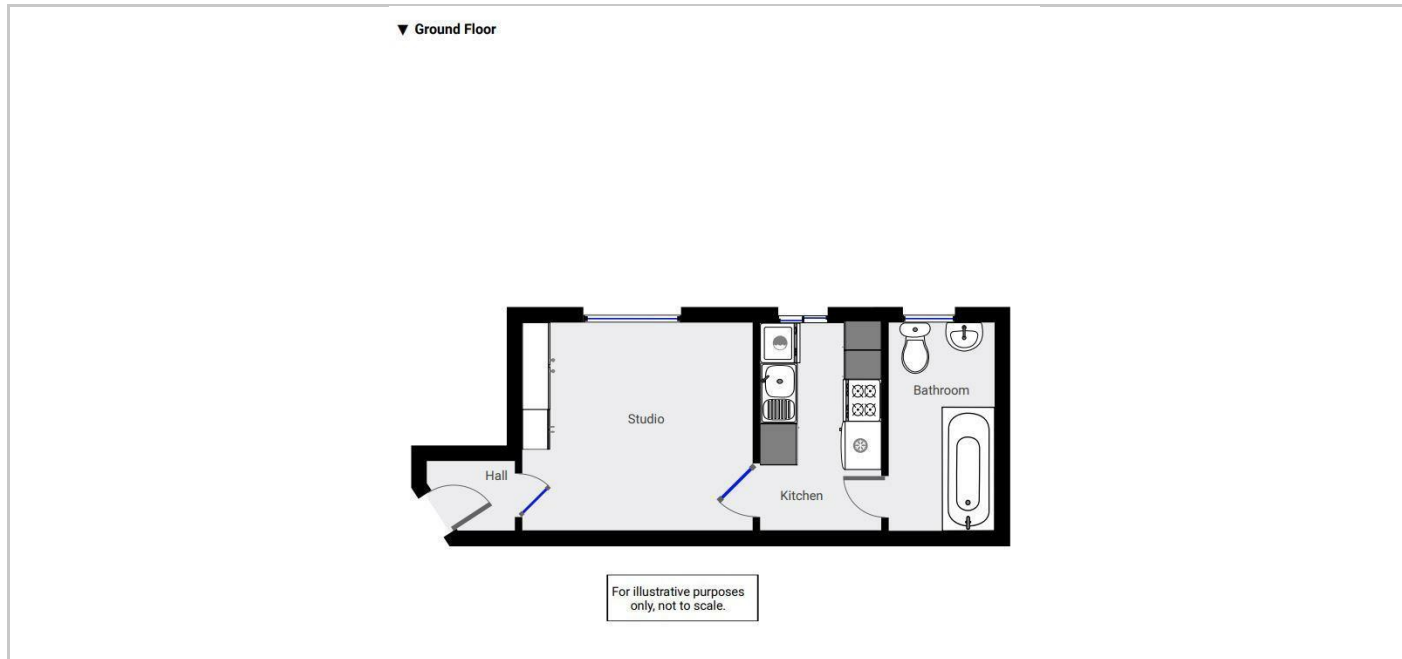 ▼ Ground Floor
Studio
Bathroom
Hall
Kitchen
For illustrative purposes
only, not to scale.